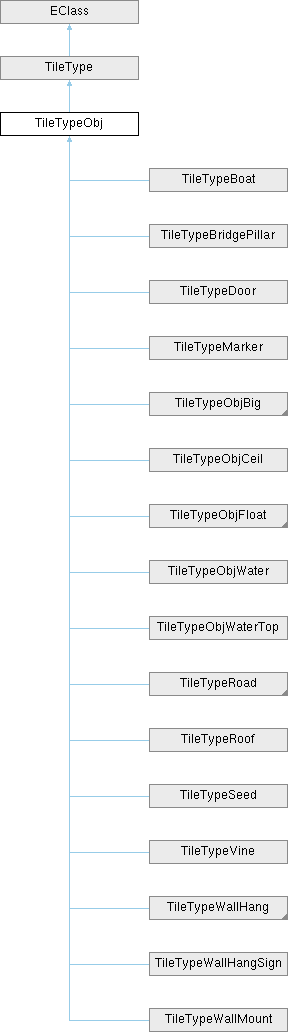 EClass
TileType
TileTypeObj
TileTypeBoat
TileTypeBridgePillar
TileTypeDoor
TileTypeMarker
TileTypeObjBig
TileTypeObjCeil
TileTypeObjFloat
TileTypeObjWater
TileTypeObjWaterTop
TileTypeRoad
TileTypeRoof
TileTypeSeed
TileTypeVine
TileTypeWallHang
TileTypeWallHangSign
TileTypeWallMount